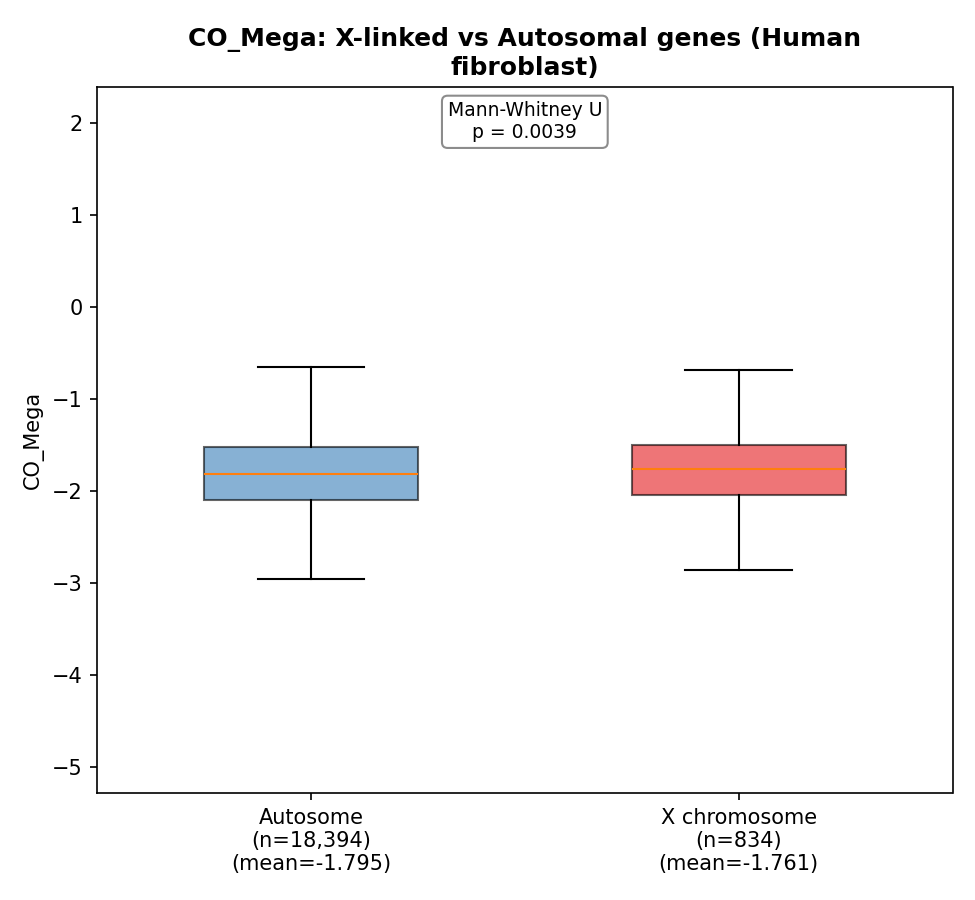 CO_Mega: X-linked vs Autosomal genes (Human
fibroblast)
Mann-Whitney U
p = 0.0039
2
1
0
−1
−2
−3
−4
−5
CO_Mega
Autosome
(n=18,394)
(mean=-1.795)
X chromosome
(n=834)
(mean=-1.761)